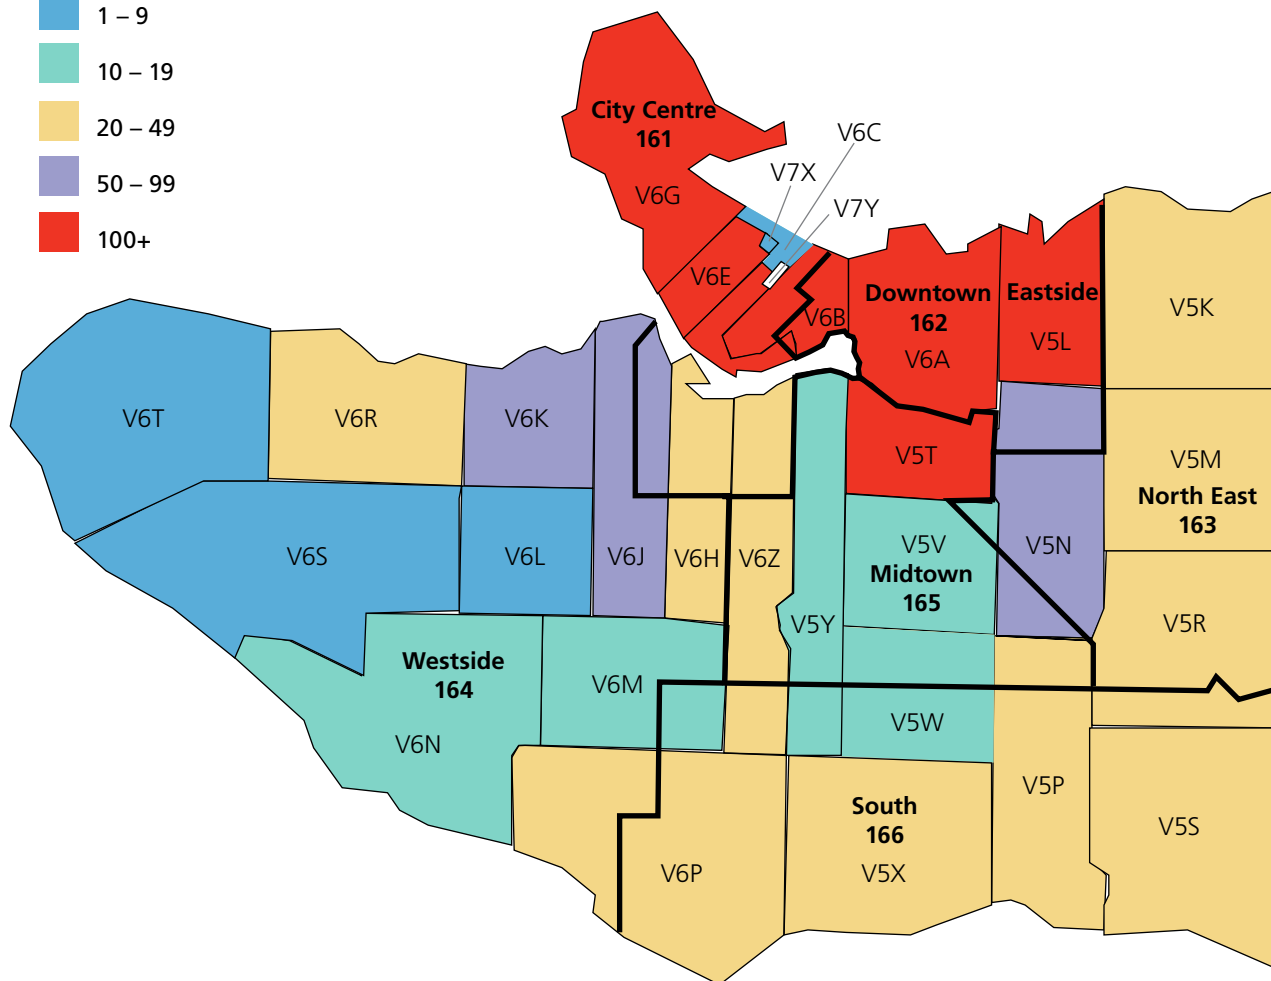 1 – 9
10 – 19
20 – 49
50 – 99
100+
City Centre
161
V6G
V6C
V7X
V7Y
V6E
V6B
Downtown Eastside
162
V6A
V5L
V5K
V6T
V6R
V6K
V5T
V5M
North East
163
V6S
V6L
V6J
V6H
V6Z
V5V
Midtown
165
V5N
V5Y
V5R
Westside
164
V6M
V6N
V5W
V5P
South
166
V5X
V6P
V5S